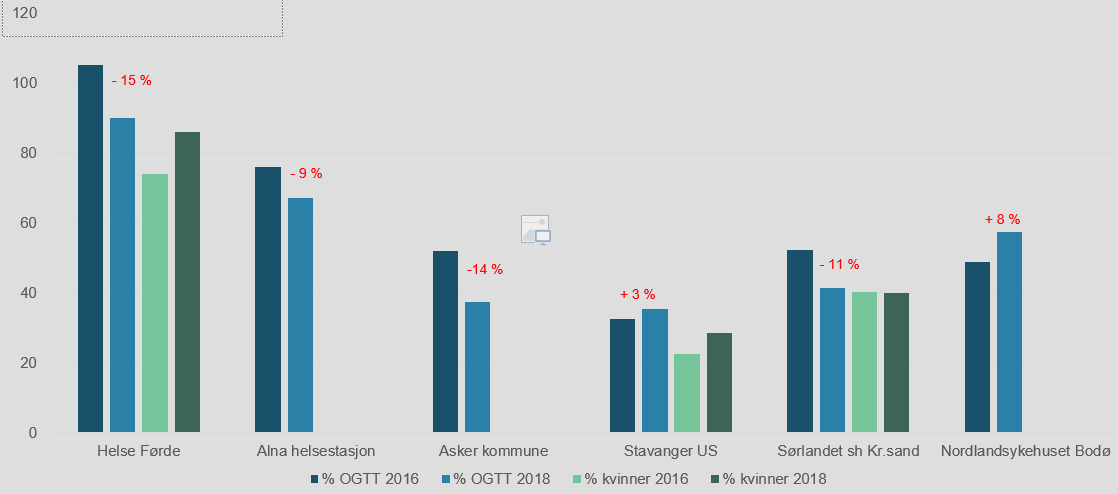 120
100
80
60
40
20
0
- 15 %
- 9 %
-14 %
+ 3 %
- 11 %
+ 8 %
Helse Førde
Alna helsestasjon
Asker kommune
Stavanger US
Sørlandet sh Kr.sand
Nordlandsykehuset Bodø
% OGTT 2016
% OGTT 2018
% kvinner 2016
% kvinner 2018